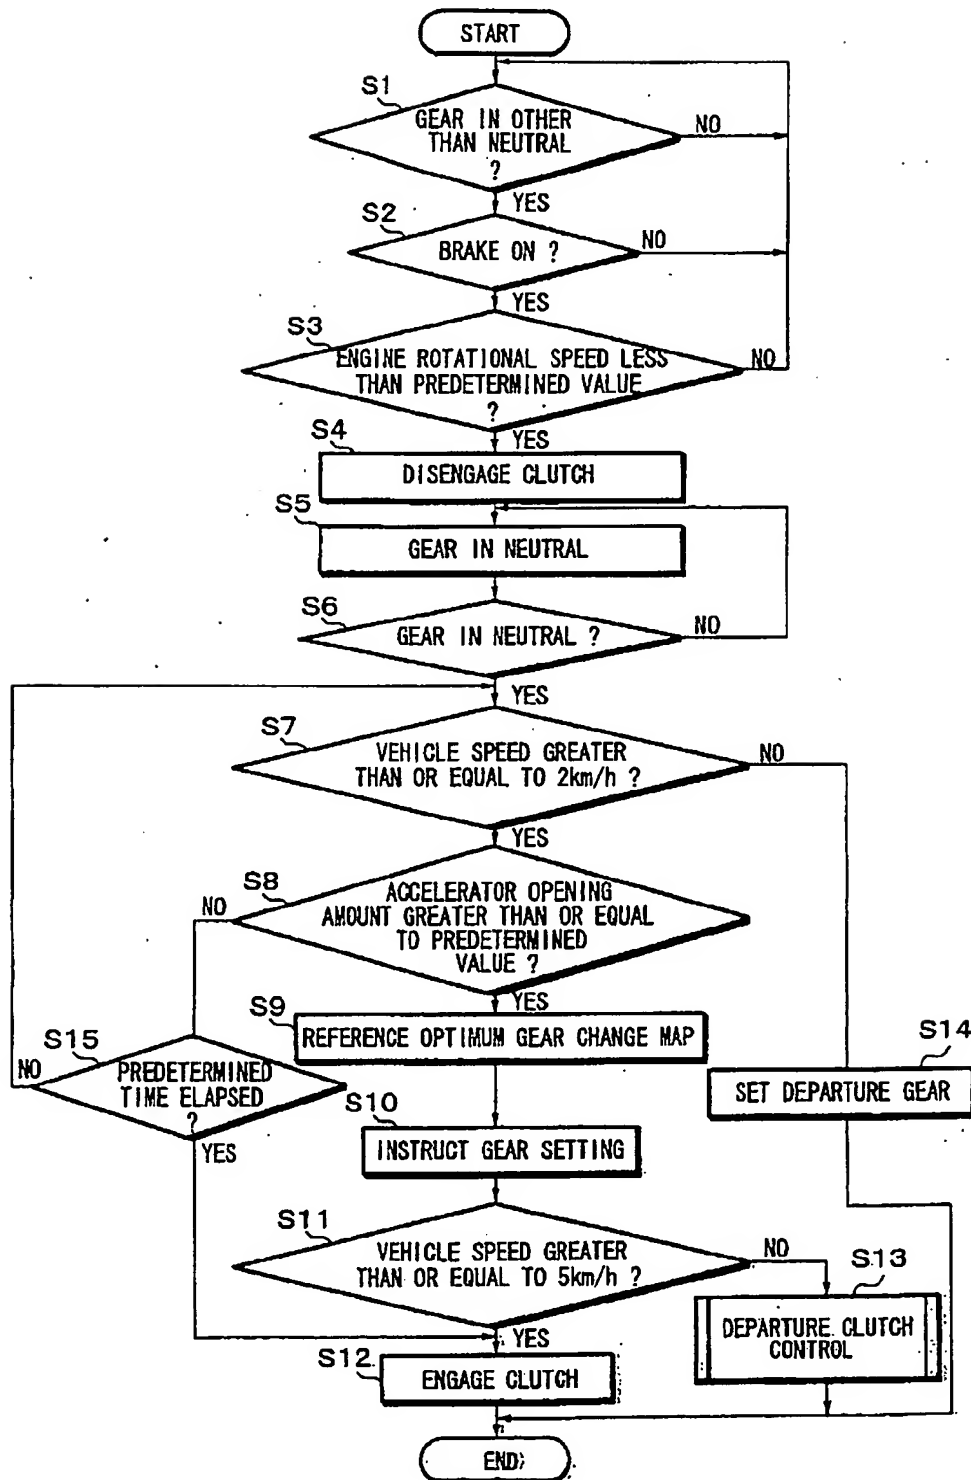 START
S1
GEAR IN OTHER
THAN NEUTRAL
?
NO
YES
S2
BRAKE ON ?
NO
YES
S3
ENGINE ROTATIONAL SPEED LESS
THAN PREDETERMINED VALUE
?
NO
YES
S4
DISENGAGE CLUTCH
S5
GEAR IN NEUTRAL
S6
GEAR IN NEUTRAL ?
NO
YES
S7
VEHICLE SPEED GREATER
THAN OR EQUAL TO 2km/h ?
NO
YES
S8
ACCELERATOR OPENING
AMOUNT GREATER THAN OR EQUAL
TO PREDETERMINED
VALUE ?
NO
YES
S9
REFERENCE OPTIMUM GEAR CHANGE MAP
S15
PREDETERMINED
TIME ELAPSED
?
NO
YES
S14
SET DEPARTURE GEAR
S10
INSTRUCT GEAR SETTING
S11
VEHICLE SPEED GREATER
THAN OR EQUAL TO 5km/h ?
NO
YES
S13
DEPARTURE CLUTCH
CONTROL
S12
ENGAGE CLUTCH
END